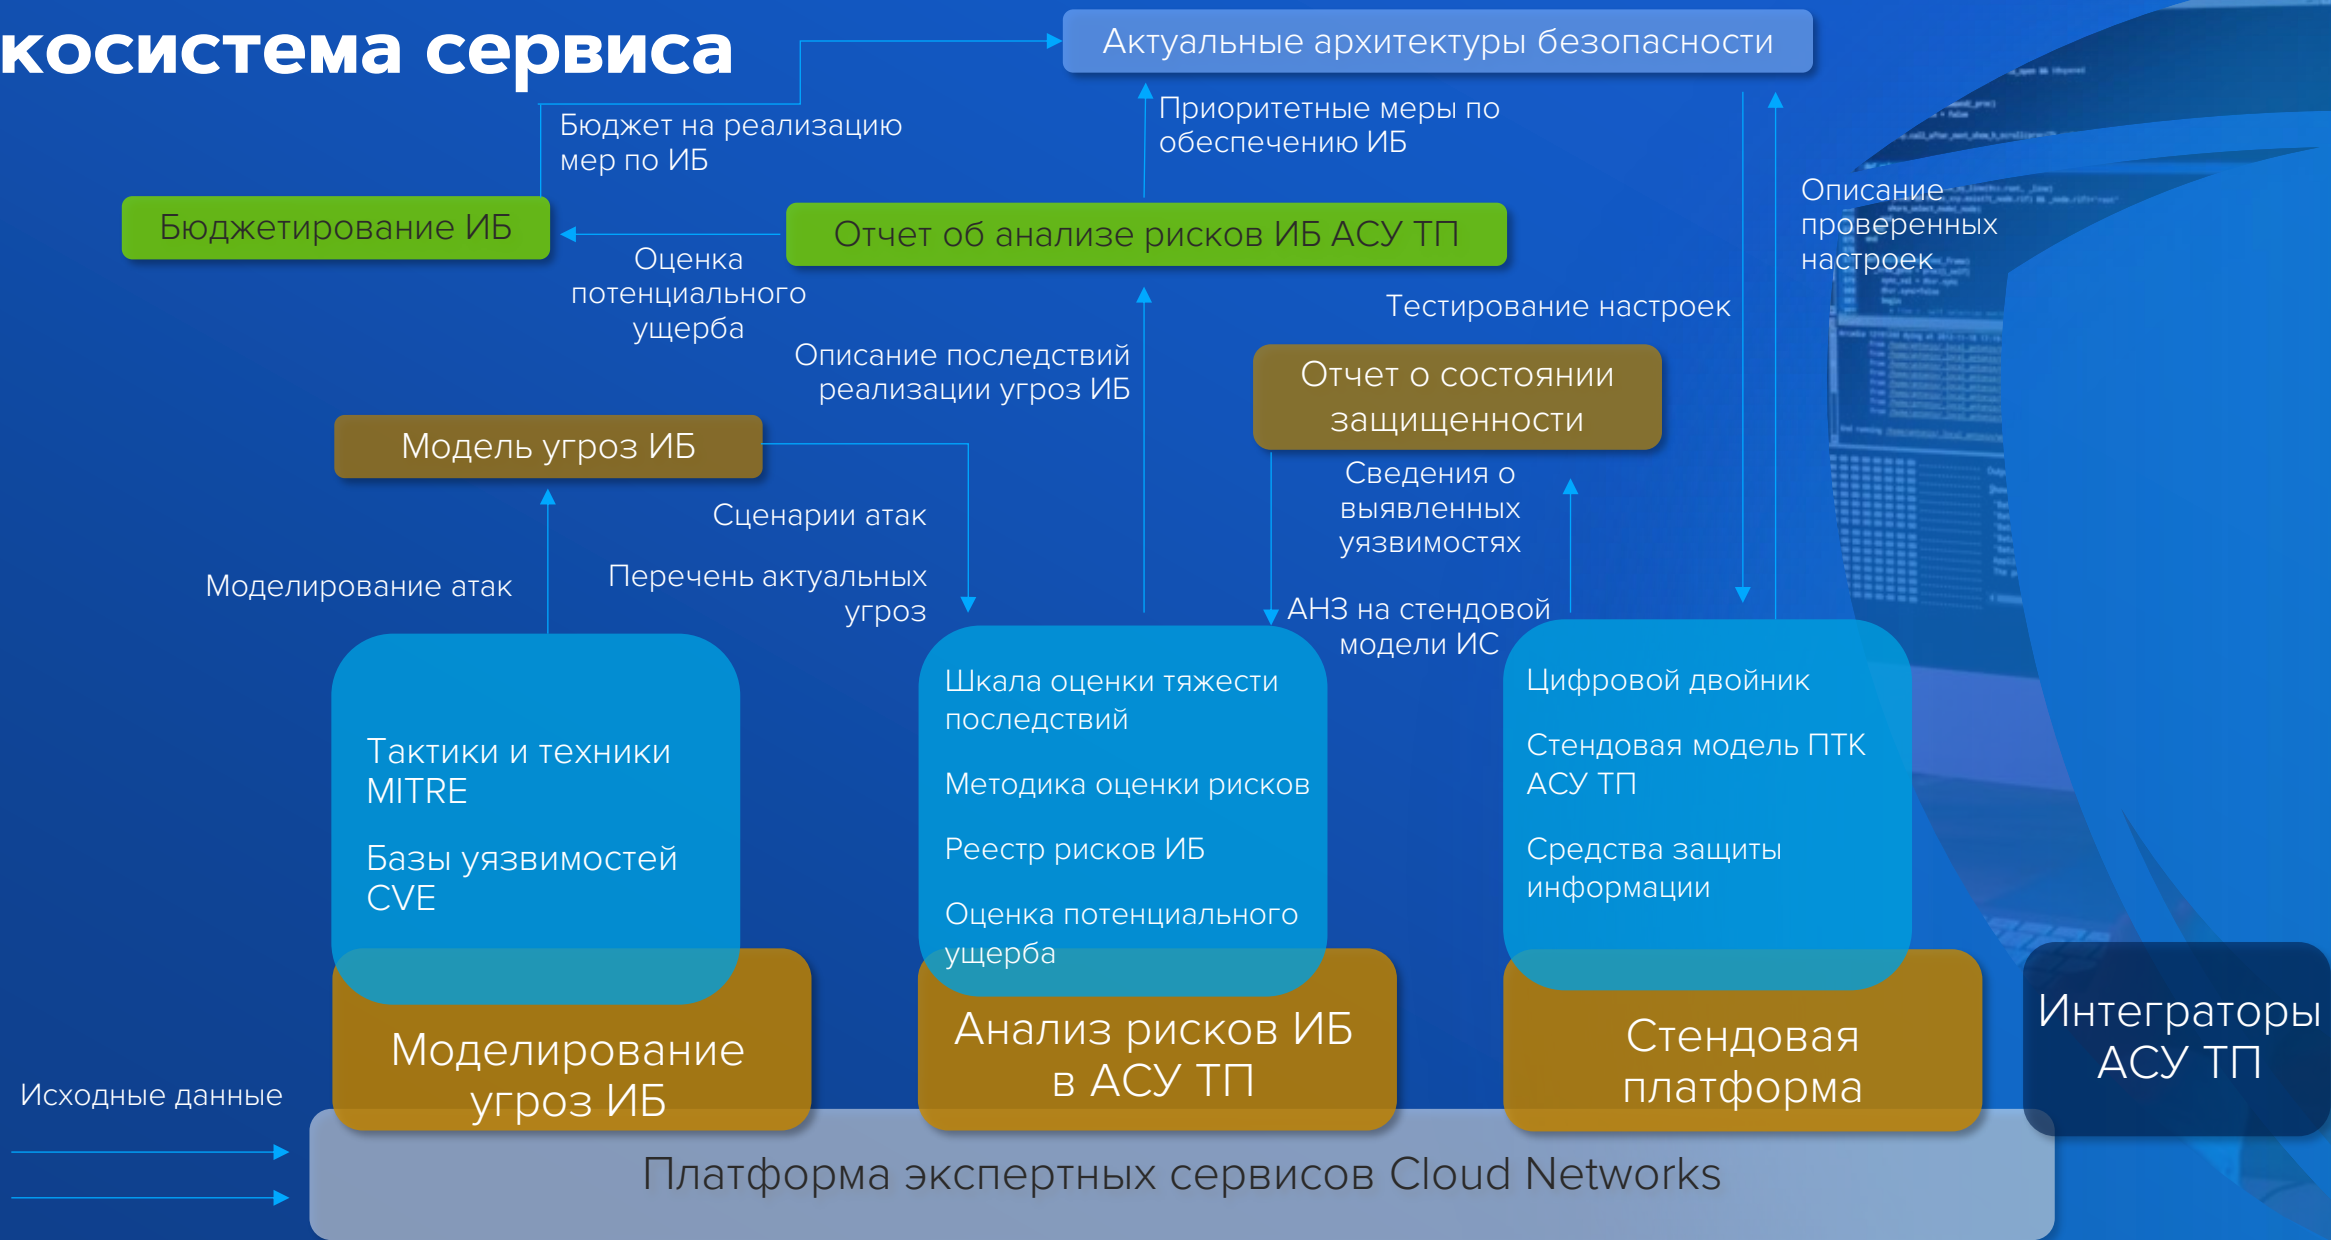 косистема сервиса
Актуальные архитектуры безопасности
Бюджет на реализацию
мер по ИБ
Приоритетные меры по
обеспечению ИБ
Описание
проверенных
настроек
Бюджетирование ИБ
Отчет об анализе рисков ИБ АСУ ТП
Оценка
потенциального
ущерба
Тестирование настроек
Описание последствий
реализации угроз ИБ
Отчет о состоянии
защищенности
Модель угроз ИБ
Сведения о
выявленных
уязвимостях
Сценарии атак
Перечень актуальных
угроз
Моделирование атак
АНЗ на стендовой
модели ИС
Тактики и техники
MITRE
Базы уязвимостей
CVE
Шкала оценки тяжести
последствий
Методика оценки рисков
Реестр рисков ИБ
Оценка потенциального
ущерба
Цифровой двойник
Стендовая модель ПТК
АСУ ТП
Средства защиты
информации
Моделирование
угроз ИБ
Анализ рисков ИБ
в АСУ ТП
Стендовая
платформа
Интеграторы
АСУ ТП
Исходные данные
Платформа экспертных сервисов Cloud Networks